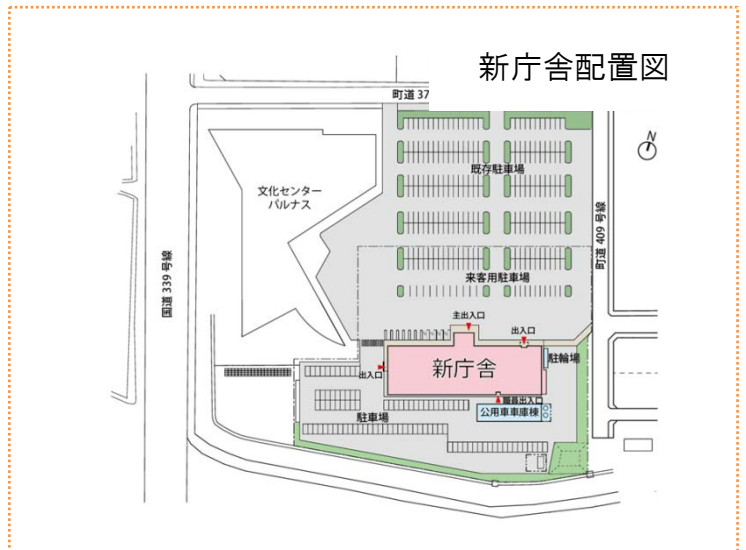 新庁舎配置図
町道 37
N
既存駐車場
文化センター
パルナス
町道 409 号線
国道 339 号線
来客用駐車場
主出入口
出入口
駐輪場
新庁舎
出入口
職員出入口
公用車車庫棟
駐車場